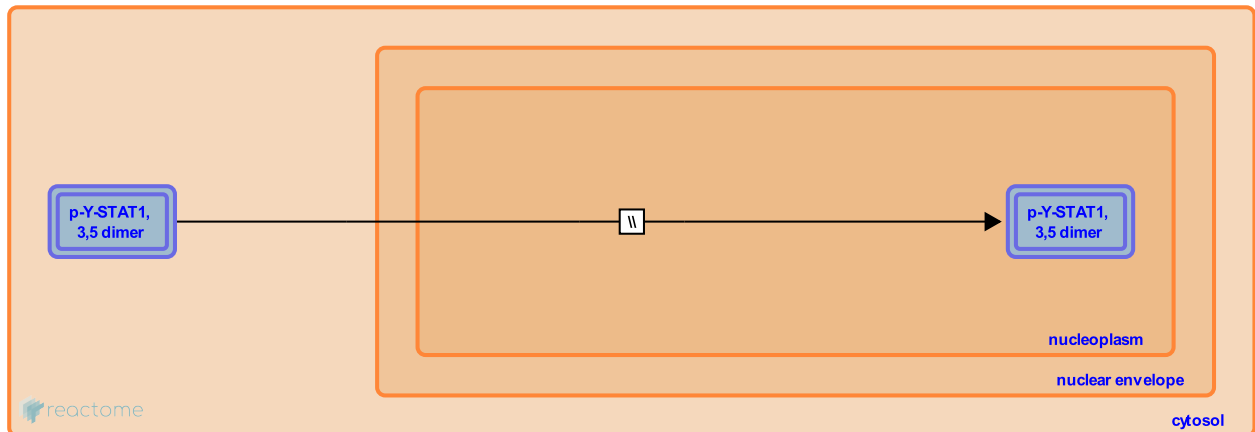 p-Y-STAT1,
3,5 dimer
\\
p-Y-STAT1,
3,5 dimer
nucleoplasm
nuclear envelope
reactome
cytosol